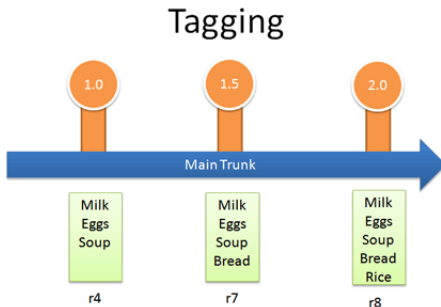 Tagging
1.0 1.5 2.0
Main Trunk
Milk
Eggs
Soup
Milk
Eggs
Soup
Bread
Milk
Eggs
Soup
Bread
Rice
r4 r7 r8